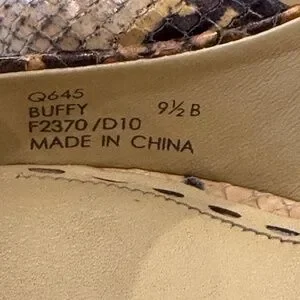 Q645
BUFFY 9½ B
F2370/D10
MADE IN CHINA